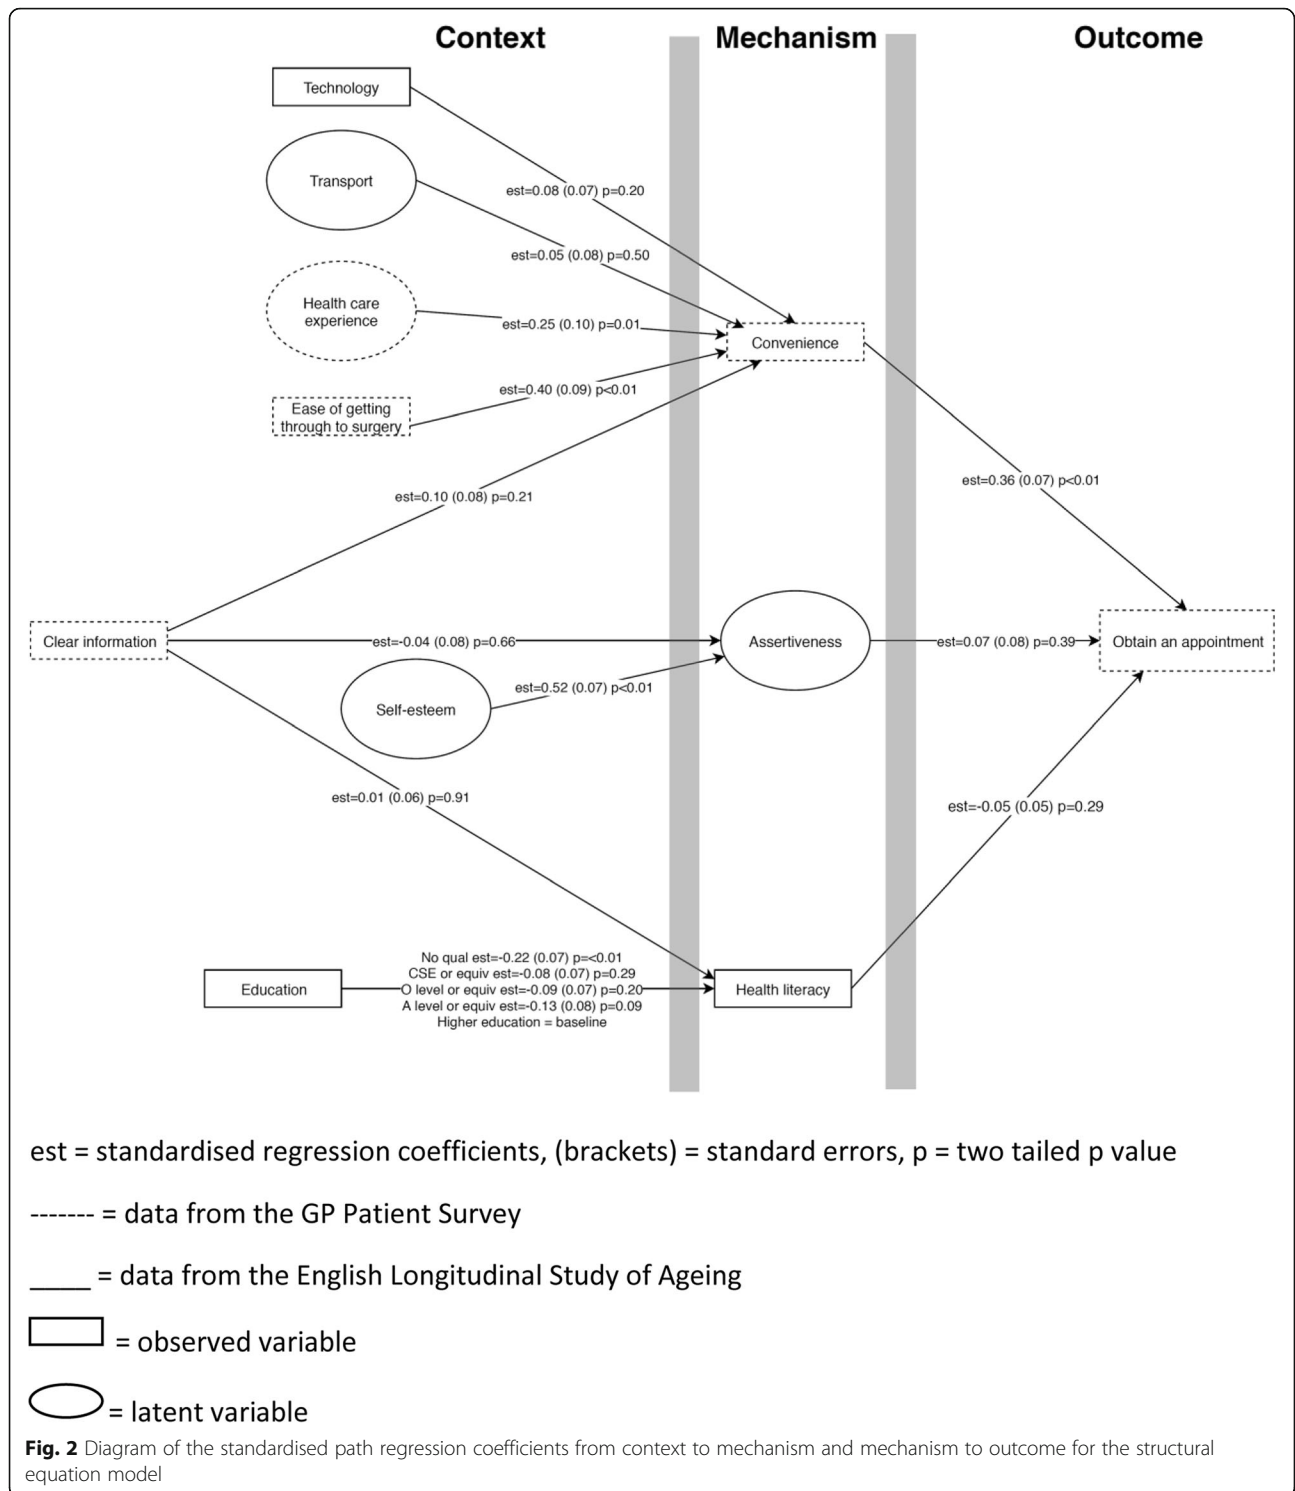 Context
Mechanism
Outcome
Technology
est=0.08 (0.07) p=0.20
Transport
est=0.05 (0.08) p=0.50
Health care
experience
est=0.25 (0.10) p=0.01
Convenience
Ease of getting
through to surgery
est=0.40 (0.09) p<0.01
est=0.10 (0.08) p=0.21
est=0.36 (0.07) p<0.01
Clear information
est=-0.04 (0.08) p=0.66
Assertiveness
est=0.07 (0.08) p=0.39
Obtain an appointment
Self-esteem
est=0.52 (0.07) p<0.01
est=0.01 (0.06) p=0.91
est=-0.05 (0.05) p=0.29
Education
No qual est=-0.22 (0.07) p=<0.01
CSE or equiv est=-0.08 (0.07) p=0.29
O level or equiv est=-0.09 (0.07) p=0.20
A level or equiv est=-0.13 (0.08) p=0.09
Higher education = baseline
Health literacy
est = standardised regression coefficients, (brackets) = standard errors, p = two tailed p value
------- = data from the GP Patient Survey
____ = data from the English Longitudinal Study of Ageing
= observed variable
= latent variable
Fig. 2 Diagram of the standardised path regression coefficients from context to mechanism and mechanism to outcome for the structural
equation model